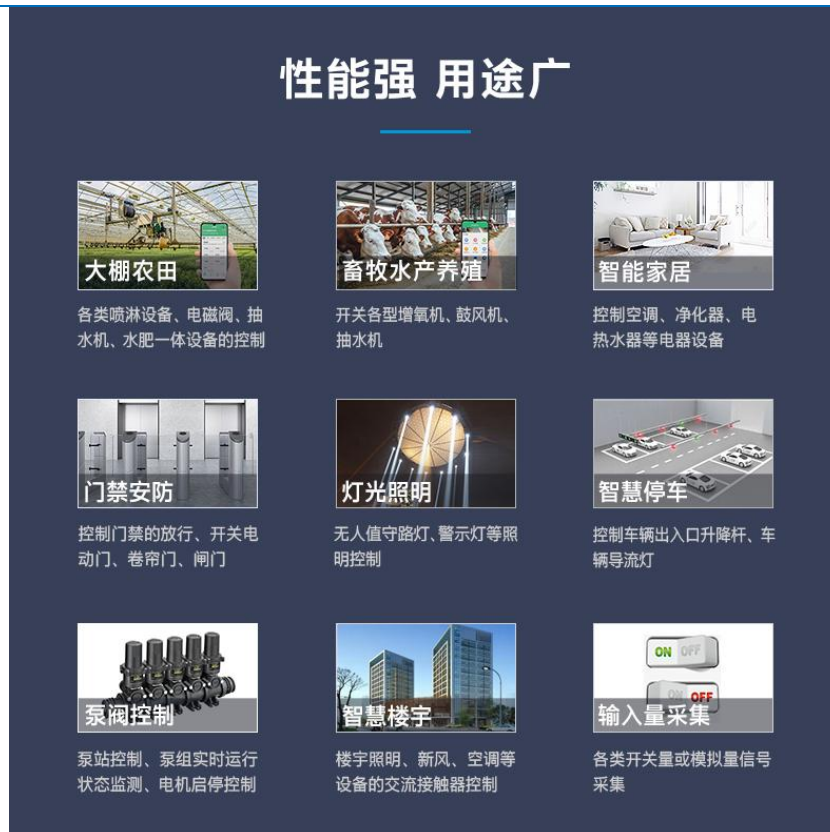 性能强 用途广
大棚农田
各类喷淋设备、电磁阀、抽
水机、水肥一体设备的控制
畜牧水产养殖
开关各型增氧机、鼓风机、
抽水机
智能家居
控制空调、净化器、电
热水器等电器设备
门禁安防
控制门禁的放行、开关电
动门、卷帘门、闸门
灯光照明
无人值守路灯、警示灯等照
明控制
智慧停车
控制车辆出入口升降杆、车
辆导流灯
泵阀控制
泵站控制、泵组实时运行
状态监测、电机启停控制
智慧楼宇
楼宇照明、新风、空调等
设备的交流接触器控制
ON OFF
ON OFF
输入量采集
各类开关量或模拟量信号
采集